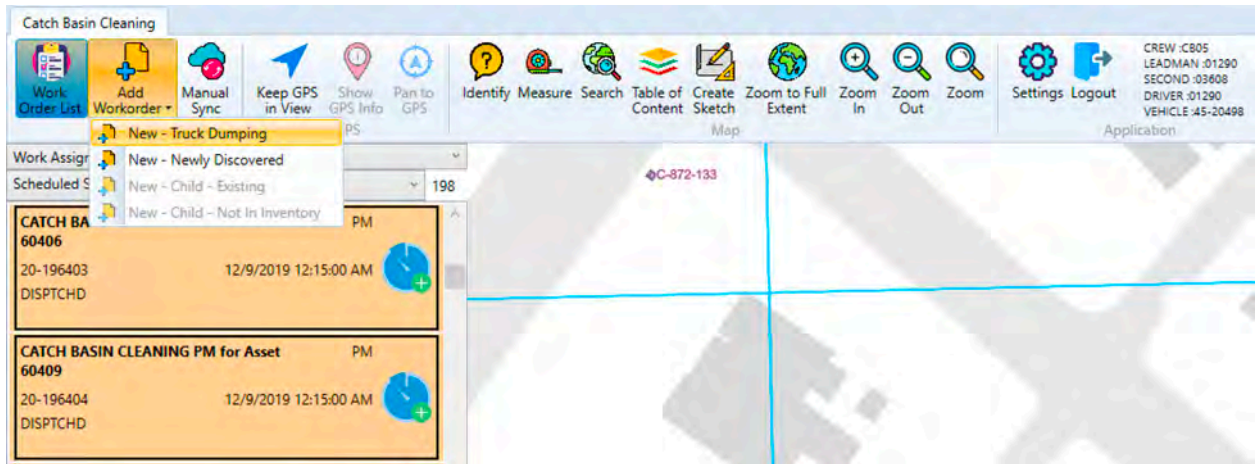 Catch Basin Cleaning
Work Order List
Add Workorder
Manual Sync
Keep GPS in View
Show GPS Info
Pan to GPS
Identify
Measure
Search
Table of Content
Create Sketch
Zoom to Full Extent
Zoom In
Zoom Out
Zoom
Settings
Logout
CREW :CB05
LEADMAN :01290
SECOND :03608
DRIVER :01290
VEHICLE :45-20498
PS
Map
Application
New - Truck Dumping
New - Newly Discovered
New - Child - Existing
New - Child - Not In Inventory
Work Assigr
Scheduled S
198
CATCH BA
PM
60406
20-196403
12/9/2019 12:15:00 AM
DISPTCHD
CATCH BASIN CLEANING PM for Asset
PM
60409
20-196404
12/9/2019 12:15:00 AM
DISPTCHD
C-872-133